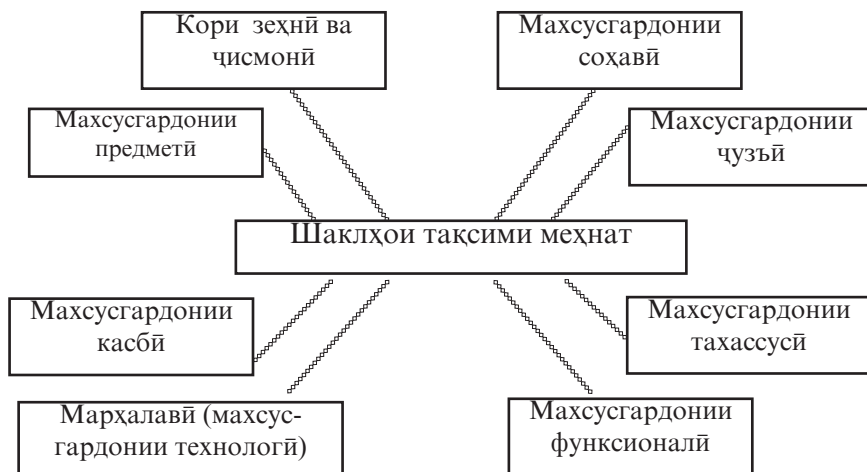 Кори зеҳнӣ ва
ҷисмонӣ
Махсусгардонии
соҳавӣ
Махсусгардонии
предметӣ
Махсусгардонии
ҷузъӣ
Шаклҳои тақсими меҳнат
Махсусгардонии
касбӣ
Махсусгардонии
тахассусӣ
Марҳалавӣ (махсус-
гардонии технологӣ)
Махсусгардонии
функсионалӣ